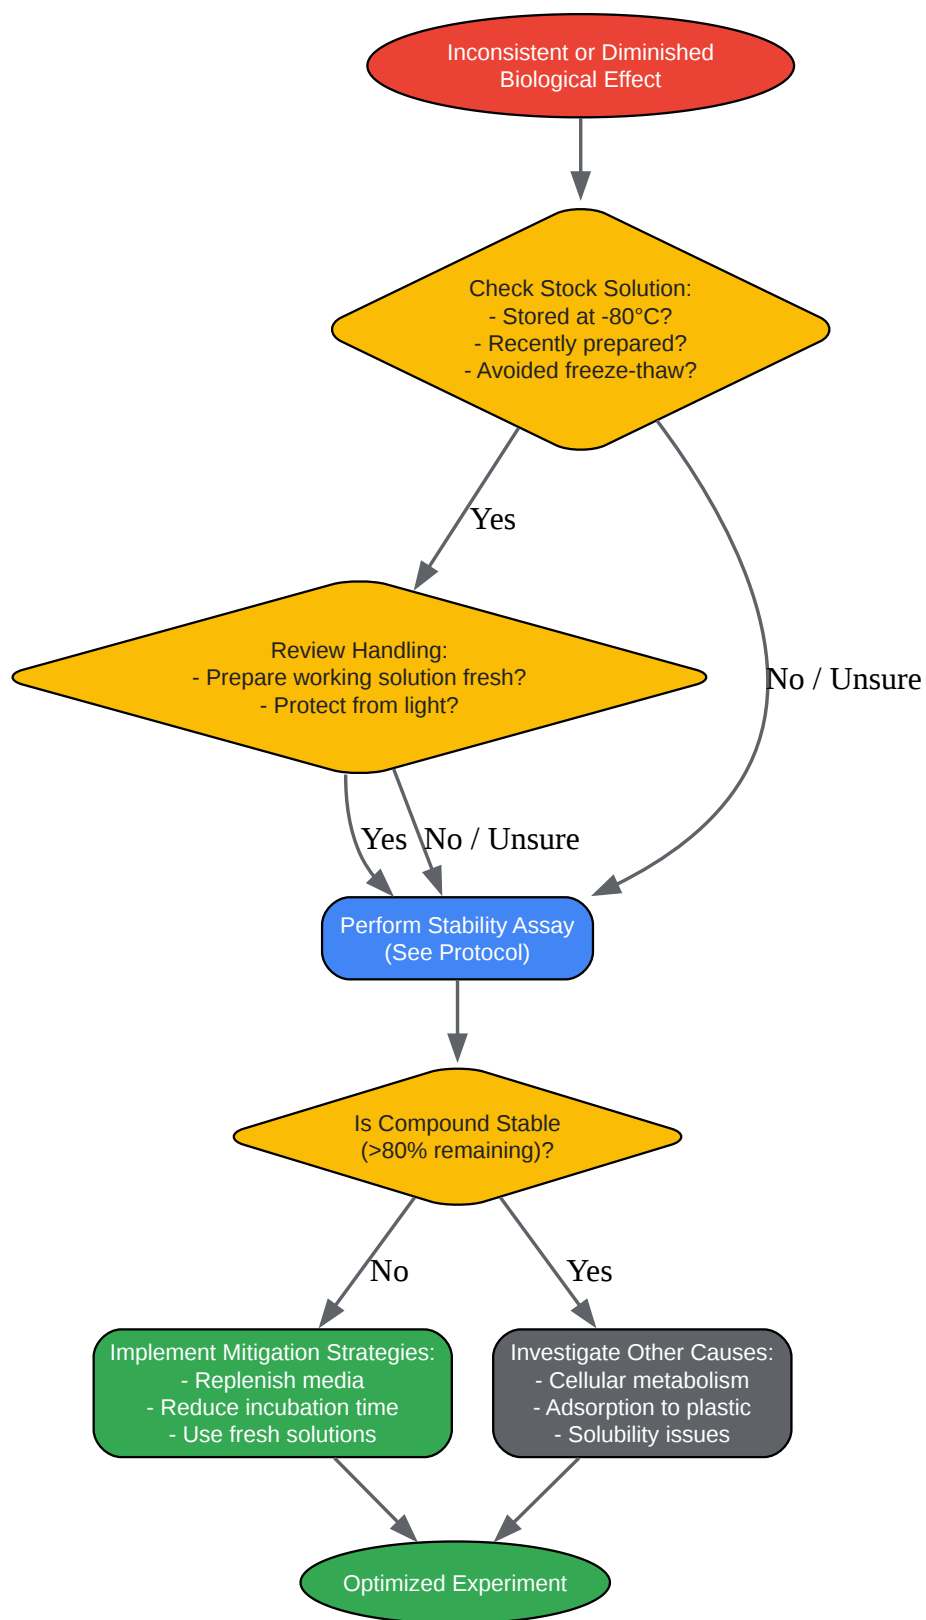 Inconsistent or Diminished
Biological Effect
Check Stock Solution:
- Stored at -80°C?
- Recently prepared?
- Avoided freeze-thaw?
Yes
Review Handling:
- Prepare working solution fresh?
- Protect from light?
No / Unsure
Yes
No / Unsure
Perform Stability Assay
(See Protocol)
Is Compound Stable
(>80% remaining)?
No
Yes
Implement Mitigation Strategies:
- Replenish media
- Reduce incubation time
- Use fresh solutions
Investigate Other Causes:
- Cellular metabolism
- Adsorption to plastic
- Solubility issues
Optimized Experiment